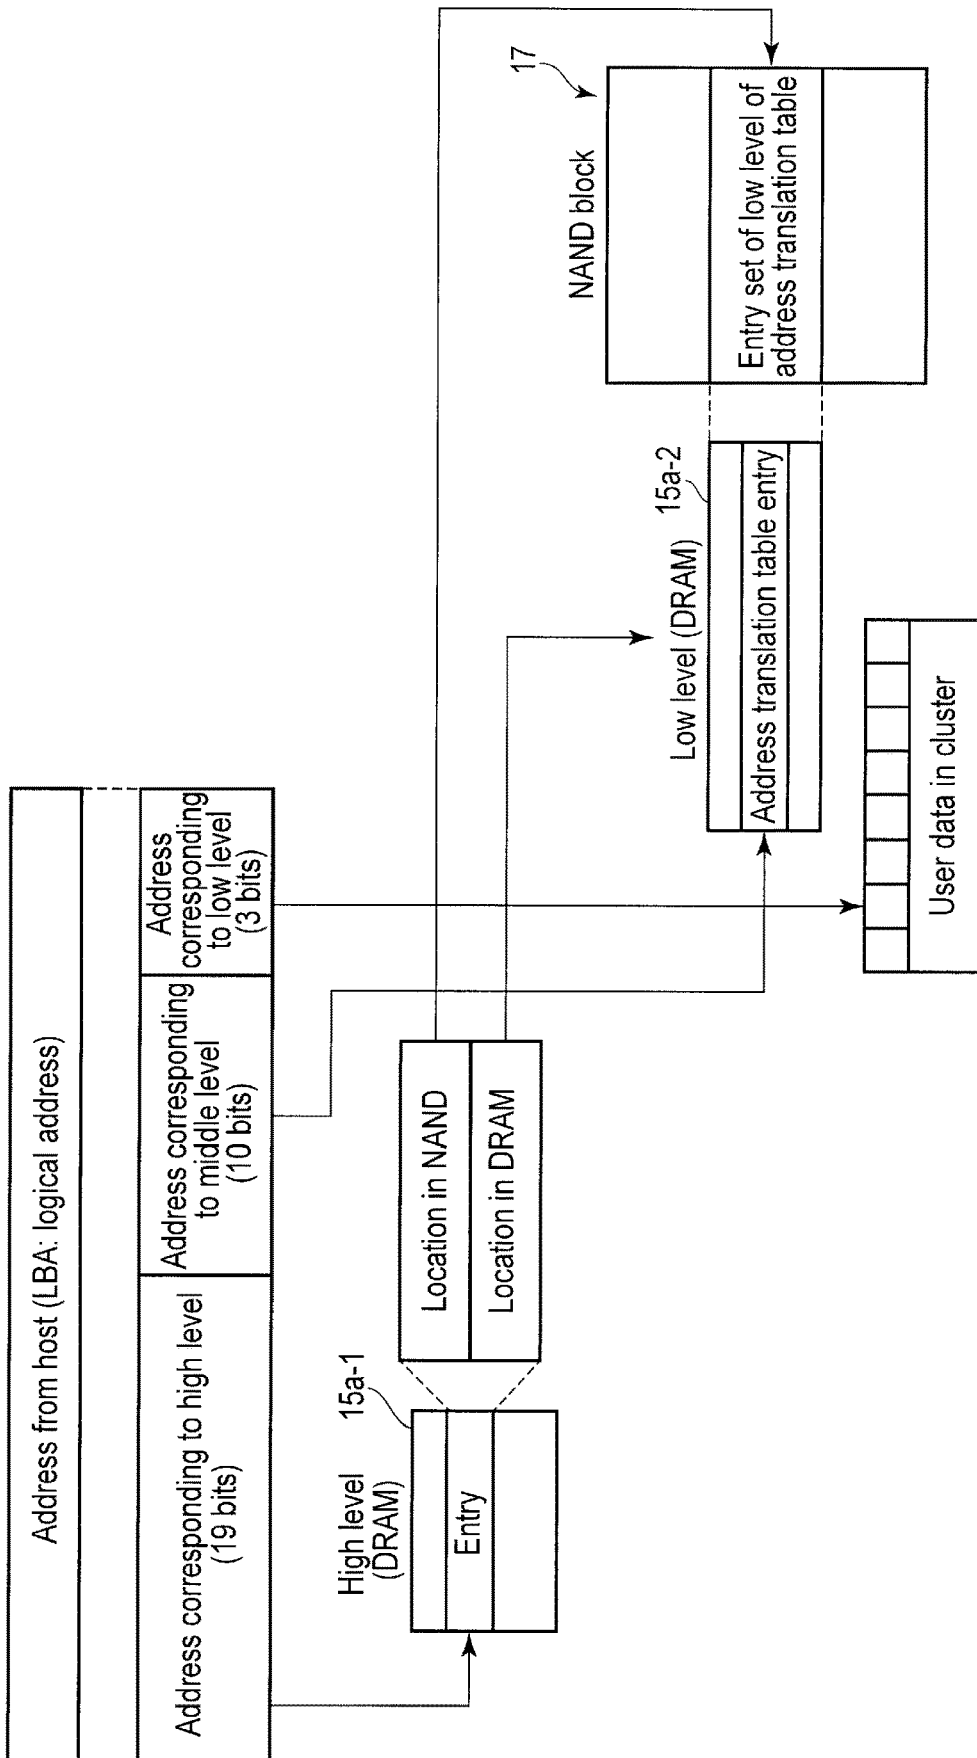 Address from host (LBA: logical address)
Address corresponding to high level
(19 bits)
Address corresponding
to middle level
(10 bits)
Address
corresponding
to low level
(3 bits)
High level
(DRAM)
15a-1
Entry
Location in NAND
Location in DRAM
Low level (DRAM)
15a-2
Address translation table entry
NAND block
17
Entry set of low level of
address translation table
User data in cluster